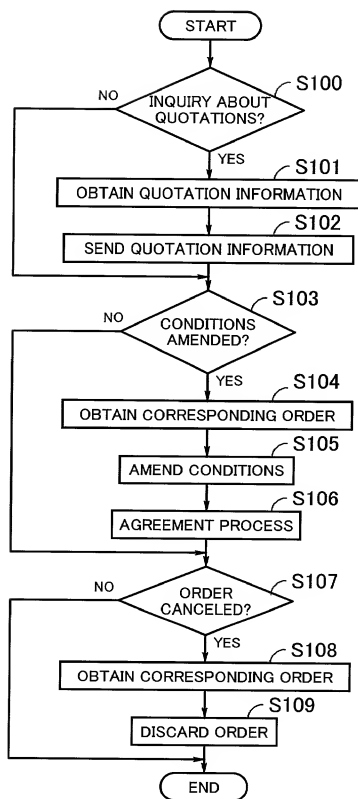 START
S100
INQUIRY ABOUT
QUOTATIONS?
NO
YES
S101
OBTAIN QUOTATION INFORMATION
S102
SEND QUOTATION INFORMATION
S103
CONDITIONS
AMENDED?
NO
YES
S104
OBTAIN CORRESPONDING ORDER
S105
AMEND CONDITIONS
S106
AGREEMENT PROCESS
S107
ORDER
CANCELED?
NO
YES
S108
OBTAIN CORRESPONDING ORDER
S109
DISCARD ORDER
END